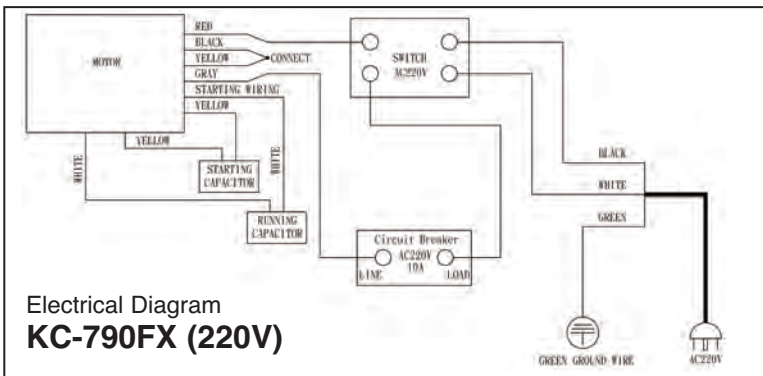 RED
BLACK
YELLOW
CONNECT
GRAY
STARTING WIRING
YELLOW
MOTOR
SWITCH
AC220V
YELLOW
WHITE
WHITE
STARTING
CAPACITOR
RUNNING
CAPACITOR
BLACK
WHITE
GREEN
Circuit Breaker
AC220V
10A
LINE
LOAD
Electrical Diagram
KC-790FX (220V)
GREEN GROUND WIRE
AC220V